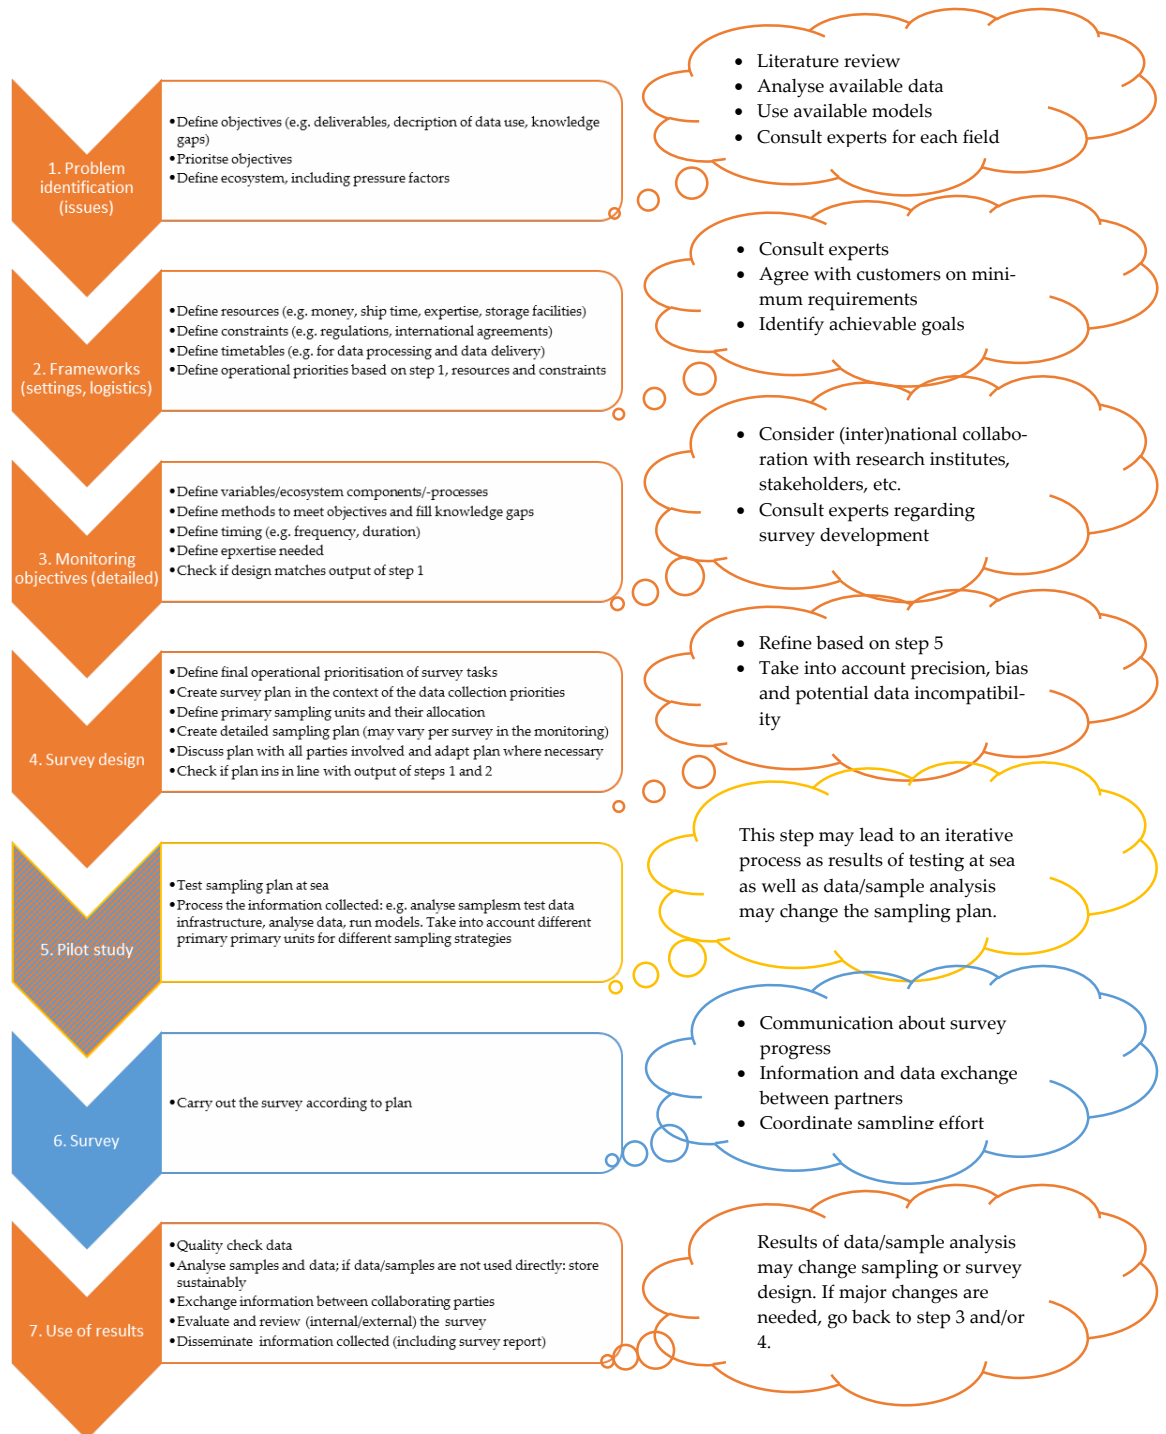 1. Problem
identification
(issues)
•Define objectives (e.g. deliverables, decription of data use, knowledge
gaps)
•Prioritse objectives
•Define ecosystem, including pressure factors
• Literature review
• Analyse available data
• Use available models
• Consult experts for each field
2. Frameworks
(settings, logistics)
•Define resources (e.g. money, ship time, expertise, storage facilities)
•Define constraints (e.g. regulations, international agreements)
•Define timetables (e.g. for data processing and data delivery)
•Define operational priorities based on step 1, resources and constraints
• Consult experts
• Agree with customers on mini-
mum requirements
• Identify achievable goals
3. Monitoring
objectives (detailed)
•Define variables/ecosystem components/-processes
•Define methods to meet objectives and fill knowledge gaps
•Define timing (e.g. frequency, duration)
•Define epxertise needed
•Check if design matches output of step 1
• Consider (inter)national collabo-
ration with research institutes,
stakeholders, etc.
• Consult experts regarding
survey development
4. Survey design
•Define final operational prioritisation of survey tasks
•Create survey plan in the context of the data collection priorities
•Define primary sampling units and their allocation
•Create detailed sampling plan (may vary per survey in the monitoring)
•Discuss plan with all parties involved and adapt plan where necessary
•Check if plan ins in line with output of steps 1 and 2
• Refine based on step 5
• Take into account precision, bias
and potential data incompatibil-
ity
5. Pilot study
•Test sampling plan at sea
•Process the information collected: e.g. analyse samplesm test data
infrastructure, analyse data, run models. Take into account different
primary primary units for different sampling strategies
This step may lead to an iterative
process as results of testing at sea
as well as data/sample analysis
may change the sampling plan.
6. Survey
•Carry out the survey according to plan
• Communication about survey
progress
• Information and data exchange
between partners
• Coordinate sampling effort
7. Use of results
•Quality check data
•Analyse samples and data; if data/samples are not used directly: store
sustainably
•Exchange information between collaborating parties
•Evaluate and review (internal/external) the survey
•Disseminate information collected (including survey report)
Results of data/sample analysis
may change sampling or survey
design. If major changes are
needed, go back to step 3 and/or
4.